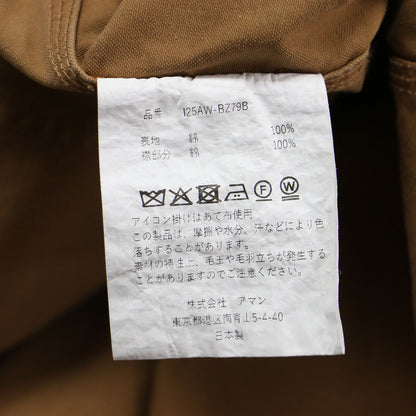 品番 I25AW-BZ79B
表地 綿 100%
襟部分 綿 100%
F W
アイロン掛けはあて布使用
この製品は、摩擦や水分、汗などにより色
落ちすることがあります。
素材の特性上、毛玉や毛羽立ちが発生する
ことがありますのでご注意ください。
株式会社 アマン
東京都港区南青山5-4-40
日本製